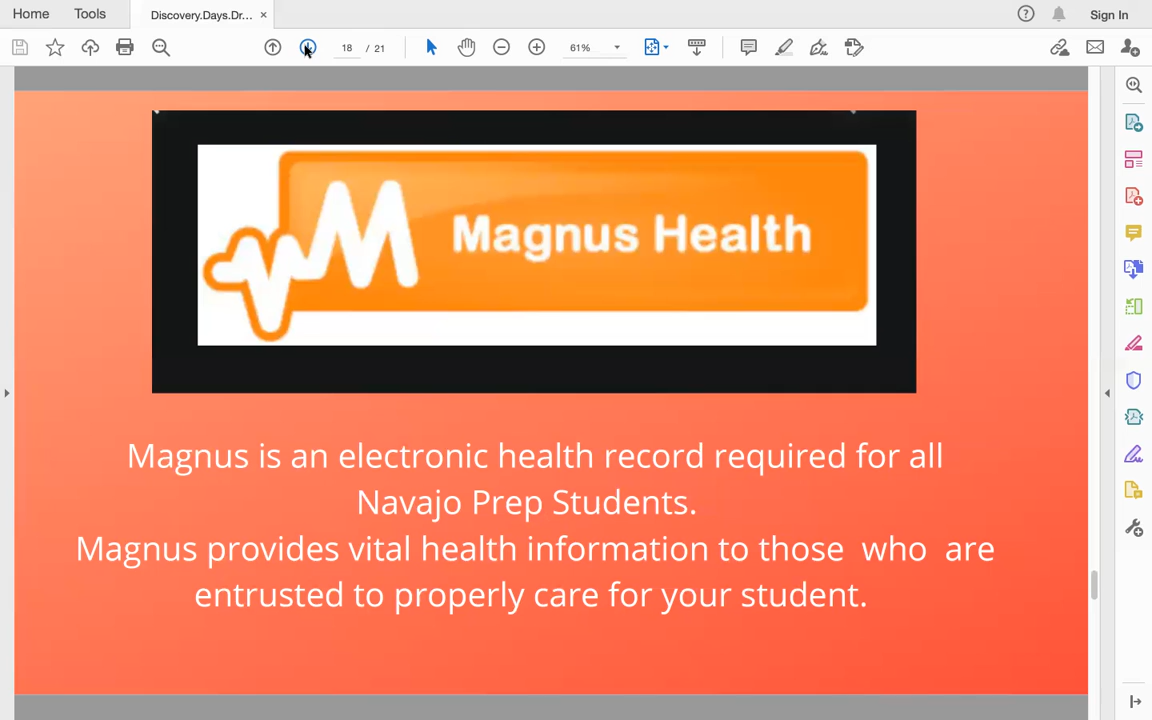 Home Tools Discovery.Days.Dr... × Sign In
18 / 21 61%
M Magnus Health
Magnus is an electronic health record required for all
Navajo Prep Students.
Magnus provides vital health information to those who are
entrusted to properly care for your student.